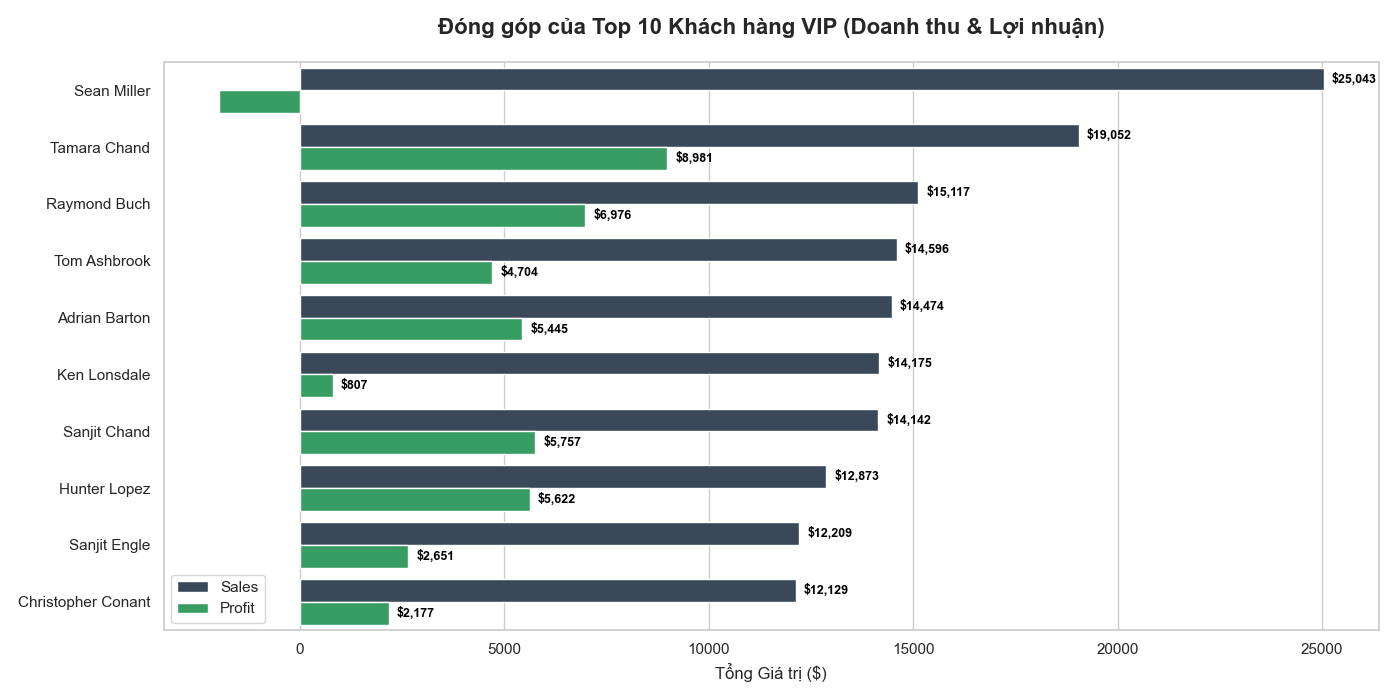 Đóng góp của Top 10 Khách hàng VIP (Doanh thu & Lợi nhuận)
Sean Miller
$25,043
Tamara Chand
$19,052
$8,981
Raymond Buch
$15,117
$6,976
Tom Ashbrook
$14,596
$4,704
Adrian Barton
$14,474
$5,445
Ken Lonsdale
$14,175
$807
Sanjit Chand
$14,142
$5,757
Hunter Lopez
$12,873
$5,622
Sanjit Engle
$12,209
$2,651
Christopher Conant
$12,129
$2,177
Sales
Profit
0 5000 10000 15000 20000 25000
Tổng Giá trị ($)